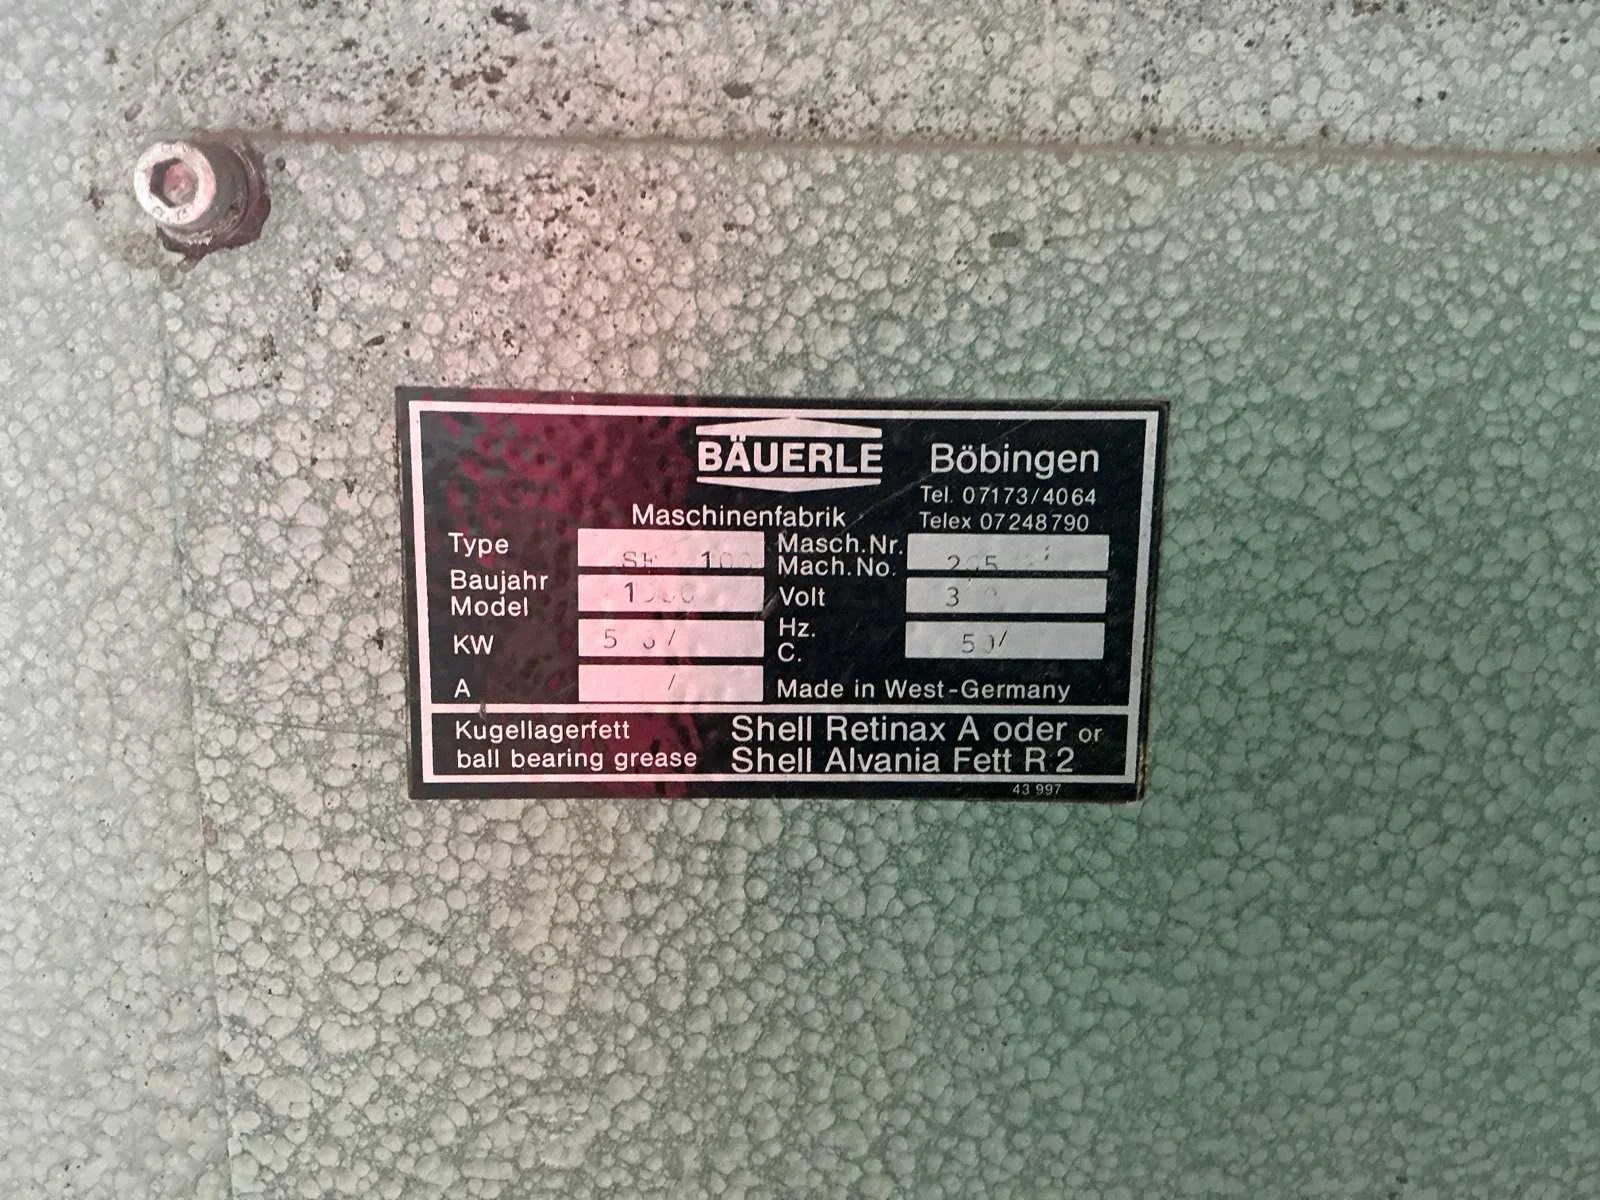 BÄUERLE
Böbingen
Tel. 07173/4064
Maschinenfabrik
Telex 07248790
Type
Masch.Nr.
Mach.No.
Baujahr
Model
Volt
KW
Hz.
C.
50/
A
/
Made in West-Germany
Kugellagerfett
ball bearing grease
Shell Retinax A oder or
Shell Alvania Fett R 2
43 997